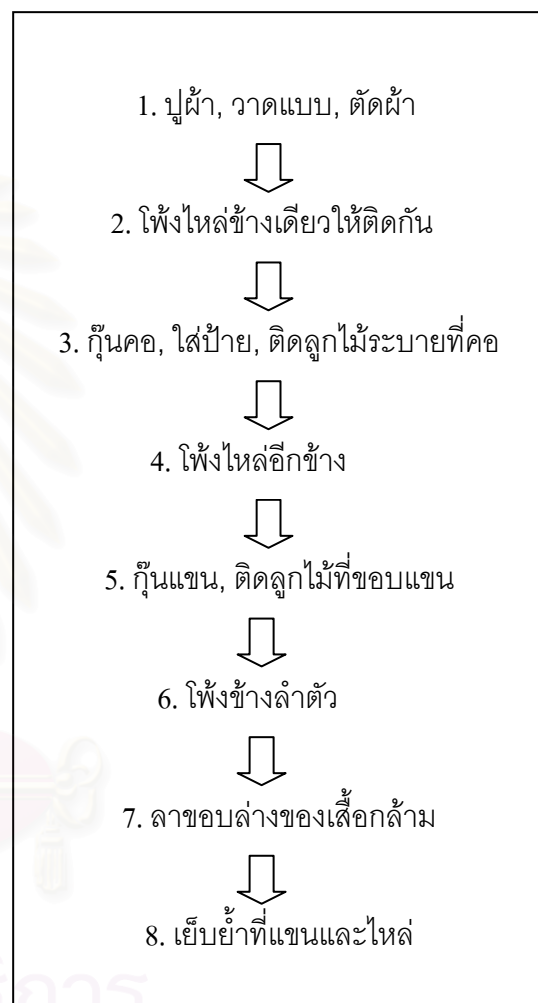 1. ปูผ้า, วาดแบบ, ตัดผ้า
2. โพ้งไหล่ข้างเดียวให้ติดกัน
3. กุ๊นคอ, ใส่ป้าย, ติดลูกไม้ระบายที่คอ
4. โพ้งไหล่อีกข้าง
5. กุ๊นแขน, ติดลูกไม้ที่ขอบแขน
6. โพ้งข้างลำตัว
7. ลาขอบล่างของเสื้อกล้าม
8. เย็บย้ำที่แขนและไหล่